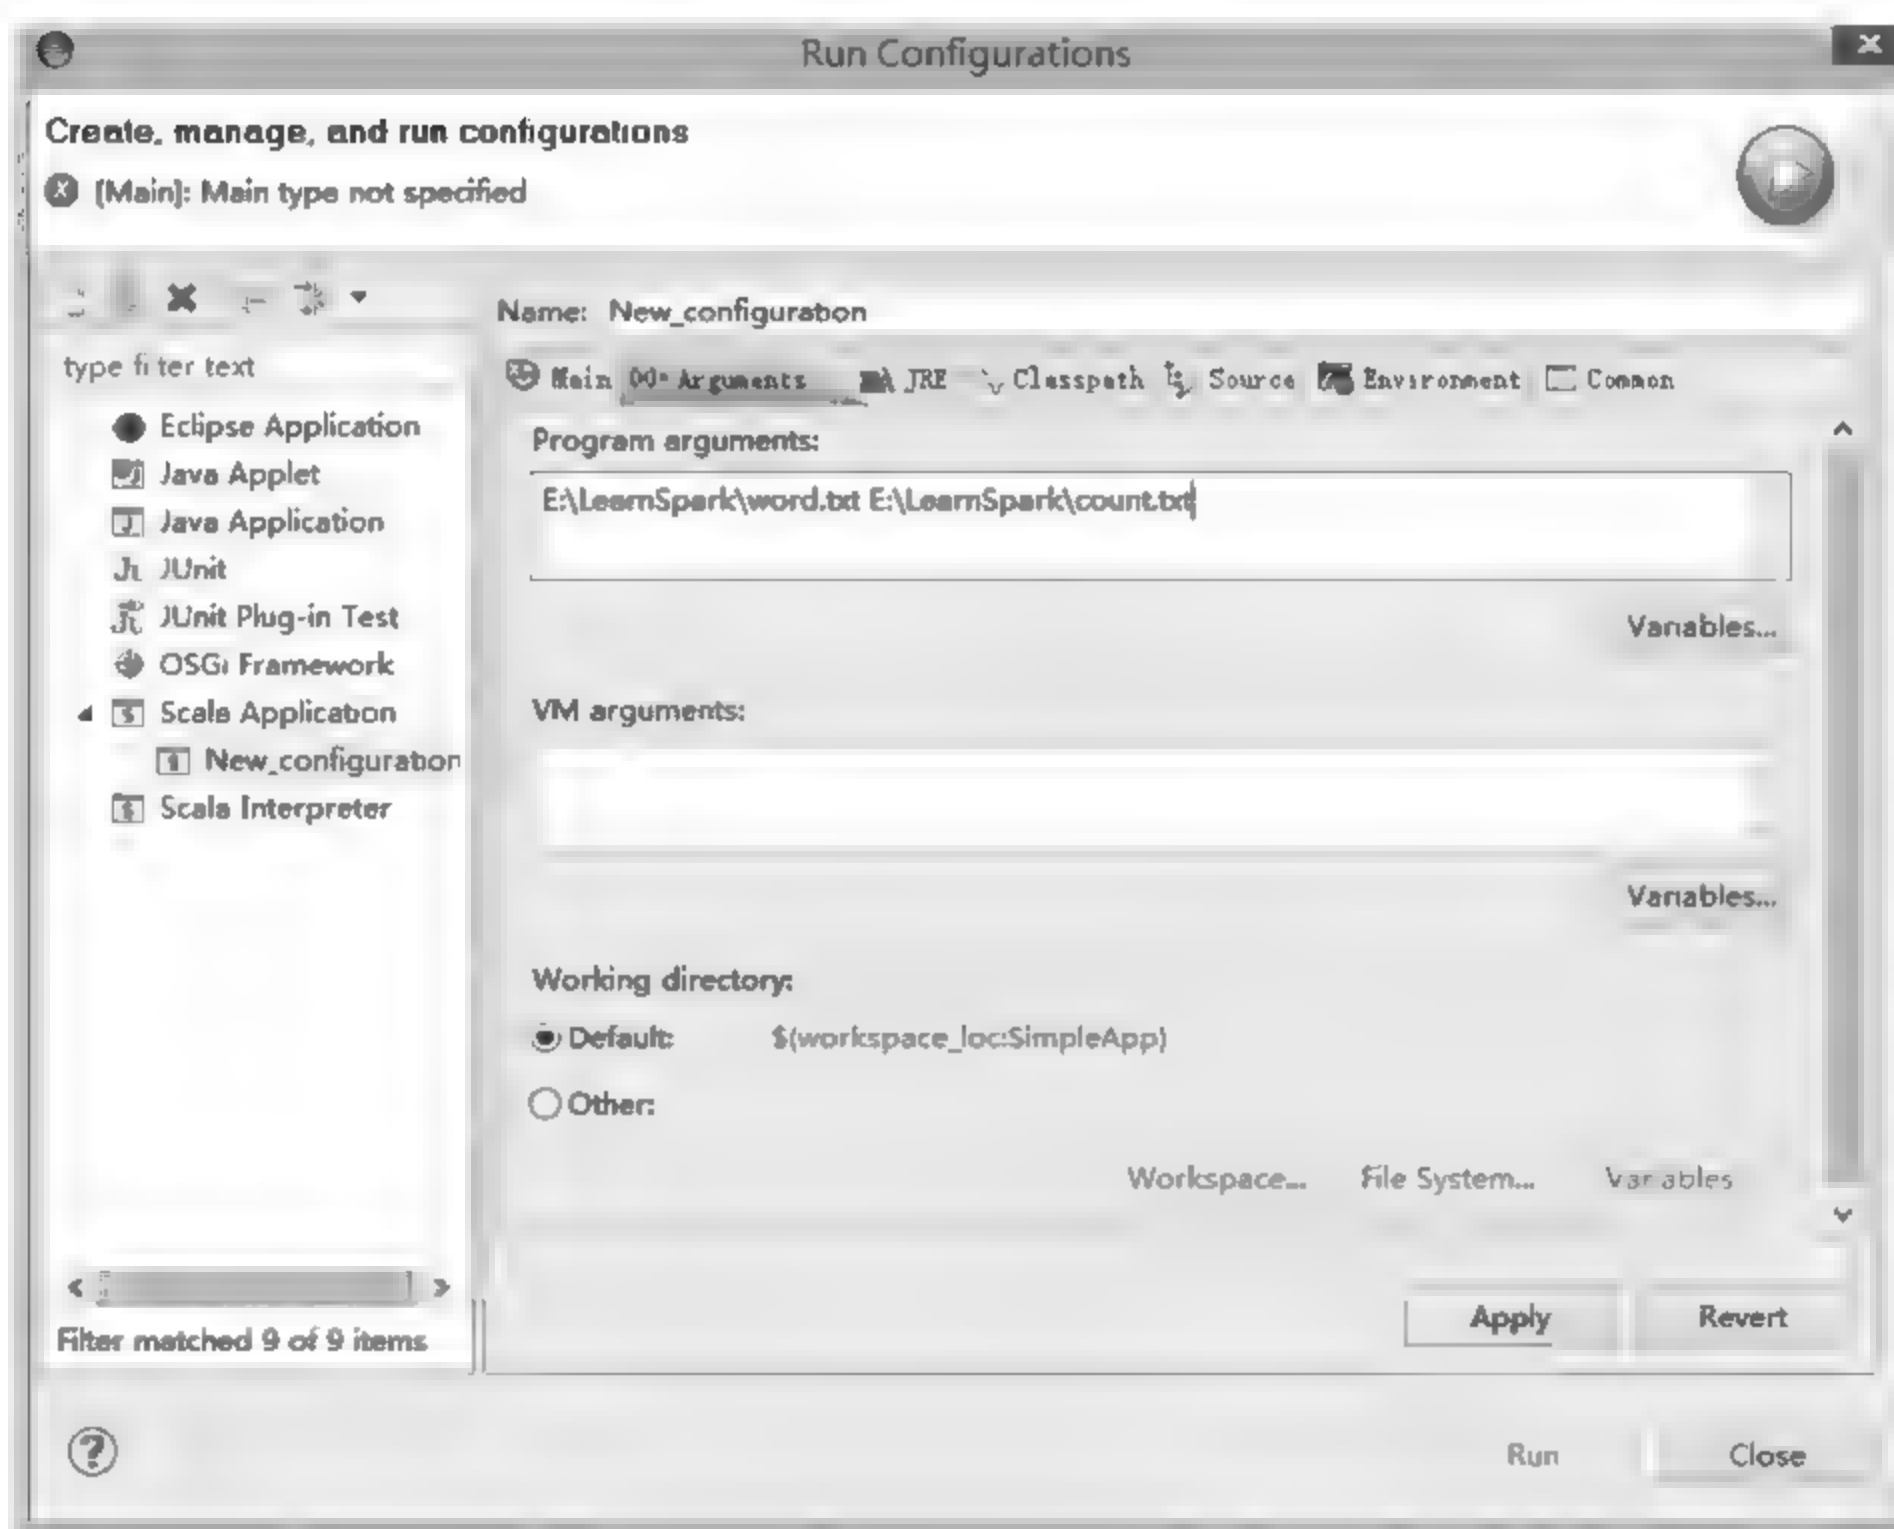 Run Configurations
Create, manage, and run configurations
[Main]: Main type not specified
Name: New_configuration
type filter text
Main Arguments JRE Classpath Source Environment Common
Eclipse Application
Java Applet
Java Application
JUnit
JUnit Plug-in Test
OSGi Framework
Scala Application
New_configuration
Scala Interpreter
Filter matched 9 of 9 items
Program arguments:
E:\LearnSpark\word.txt E:\LearnSpark\count.txt
Variables...
VM arguments:
Variables...
Working directory:
Default: ${workspace_loc:SimpleApp}
Other:
Workspace... File System... Variables
Apply Revert
Run Close